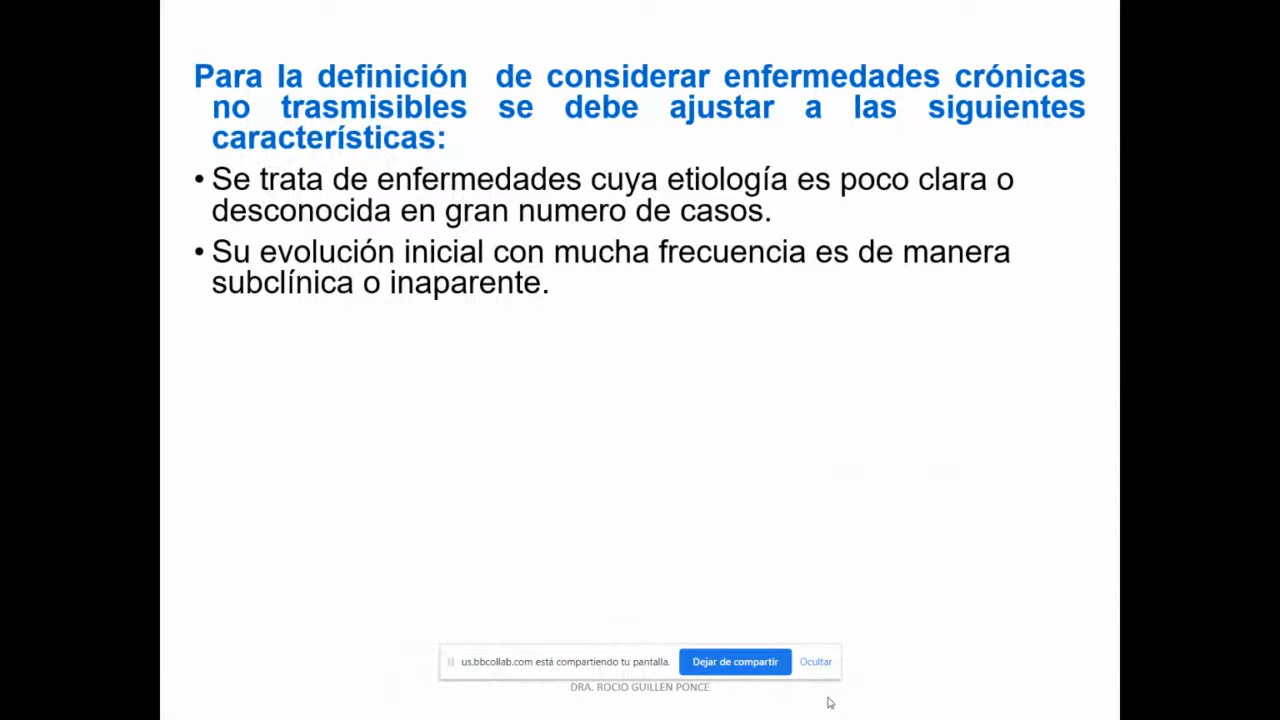 Para la definición de considerar enfermedades crónicas
no trasmisibles se debe ajustar a las siguientes
características:
• Se trata de enfermedades cuya etiología es poco clara o
desconocida en gran numero de casos.
• Su evolución inicial con mucha frecuencia es de manera
subclínica o inaparente.
us.bbcollab.com está compartiendo tu pantalla. Dejar de compartir Ocultar
DRA. ROCIO GUILLEN PONCE